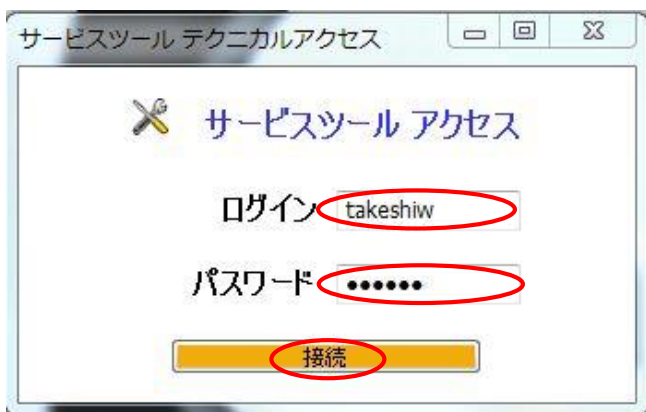 サービスツール テクニカルアクセス
サービスツール アクセス
ログイン takeshiw
パスワード ••••••
接続